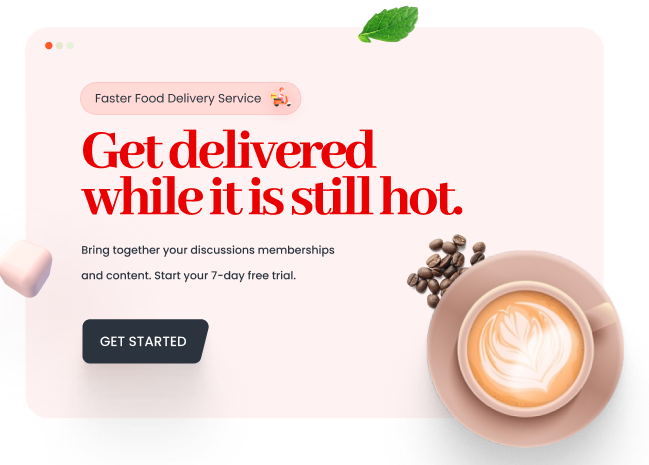 Faster Food Delivery Service
Get delivered
while it is still hot.
Bring together your discussions memberships
and content. Start your 7-day free trial.
GET STARTED